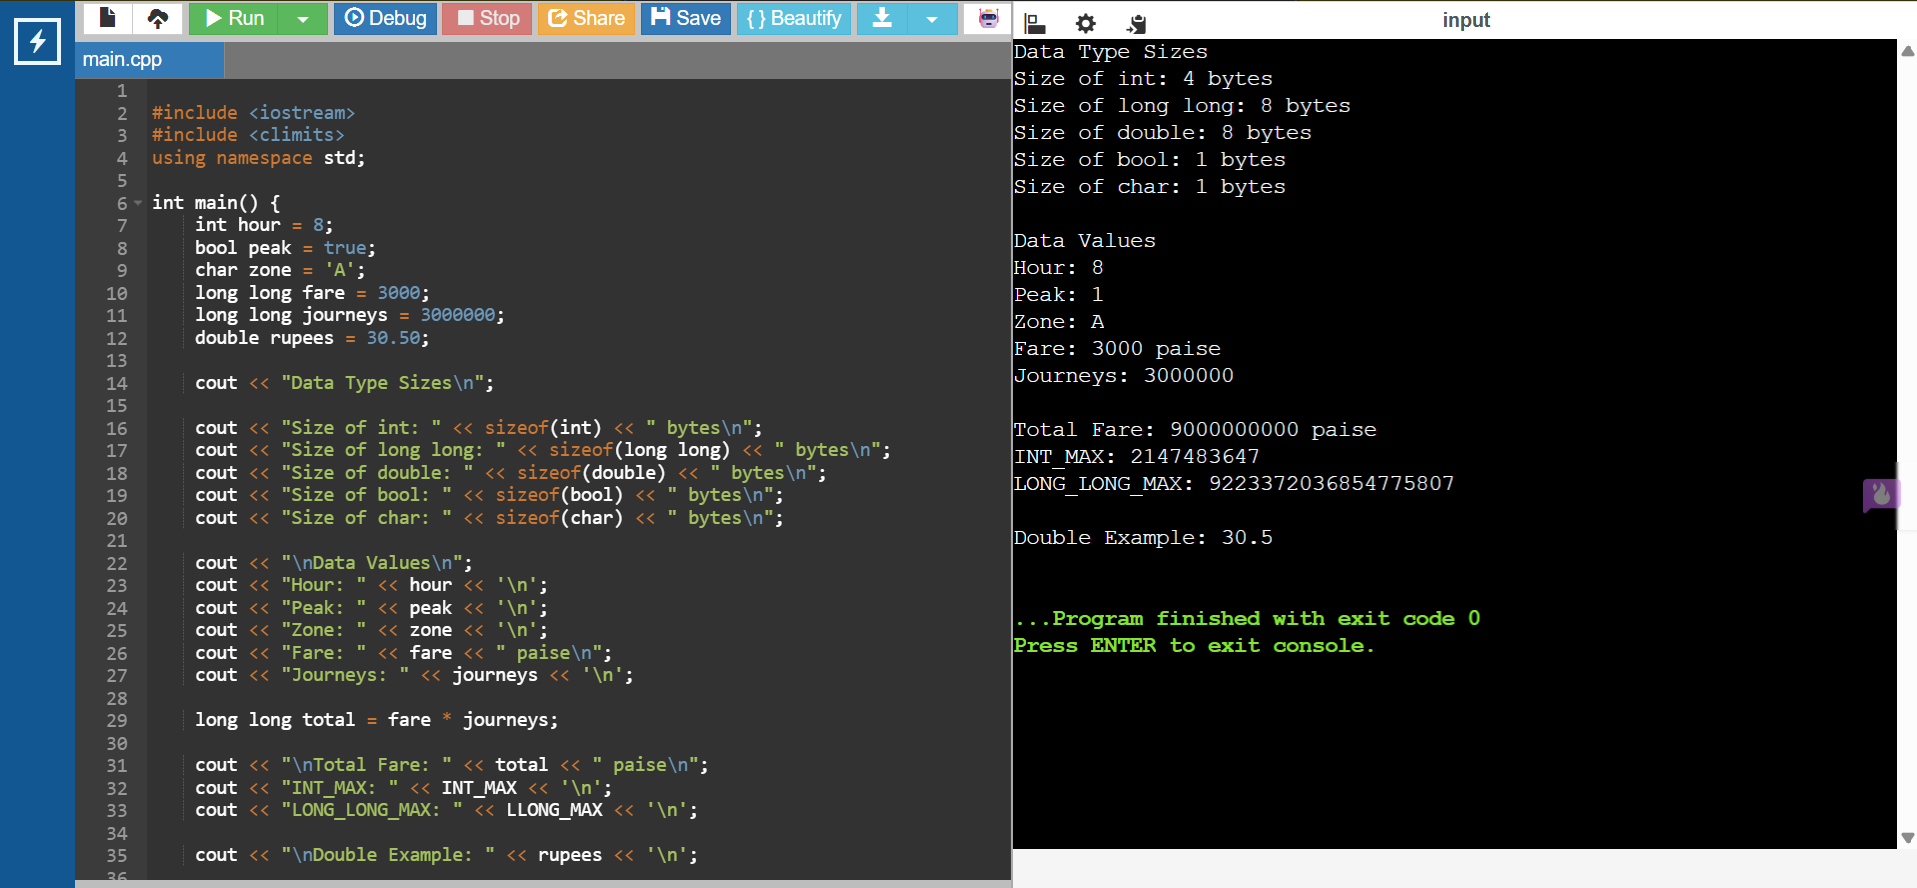 Run
Debug
Stop
Share
Save
{ } Beautify
input
main.cpp
1
2 #include <iostream>
3 #include <climits>
4 using namespace std;
5
6 int main() {
7 int hour = 8;
8 bool peak = true;
9 char zone = 'A';
10 long long fare = 3000;
11 long long journeys = 3000000;
12 double rupees = 30.50;
13
14 cout << "Data Type Sizes\n";
15
16 cout << "Size of int: " << sizeof(int) << " bytes\n";
17 cout << "Size of long long: " << sizeof(long long) << " bytes\n";
18 cout << "Size of double: " << sizeof(double) << " bytes\n";
19 cout << "Size of bool: " << sizeof(bool) << " bytes\n";
20 cout << "Size of char: " << sizeof(char) << " bytes\n";
21
22 cout << "\nData Values\n";
23 cout << "Hour: " << hour << '\n';
24 cout << "Peak: " << peak << '\n';
25 cout << "Zone: " << zone << '\n';
26 cout << "Fare: " << fare << " paise\n";
27 cout << "Journeys: " << journeys << '\n';
28
29 long long total = fare * journeys;
30
31 cout << "\nTotal Fare: " << total << " paise\n";
32 cout << "INT_MAX: " << INT_MAX << '\n';
33 cout << "LONG_LONG_MAX: " << LLONG_MAX << '\n';
34
35 cout << "\nDouble Example: " << rupees << '\n';
36
Data Type Sizes
Size of int: 4 bytes
Size of long long: 8 bytes
Size of double: 8 bytes
Size of bool: 1 bytes
Size of char: 1 bytes
Data Values
Hour: 8
Peak: 1
Zone: A
Fare: 3000 paise
Journeys: 3000000
Total Fare: 9000000000 paise
INT_MAX: 2147483647
LONG_LONG_MAX: 9223372036854775807
Double Example: 30.5
...Program finished with exit code 0
Press ENTER to exit console.